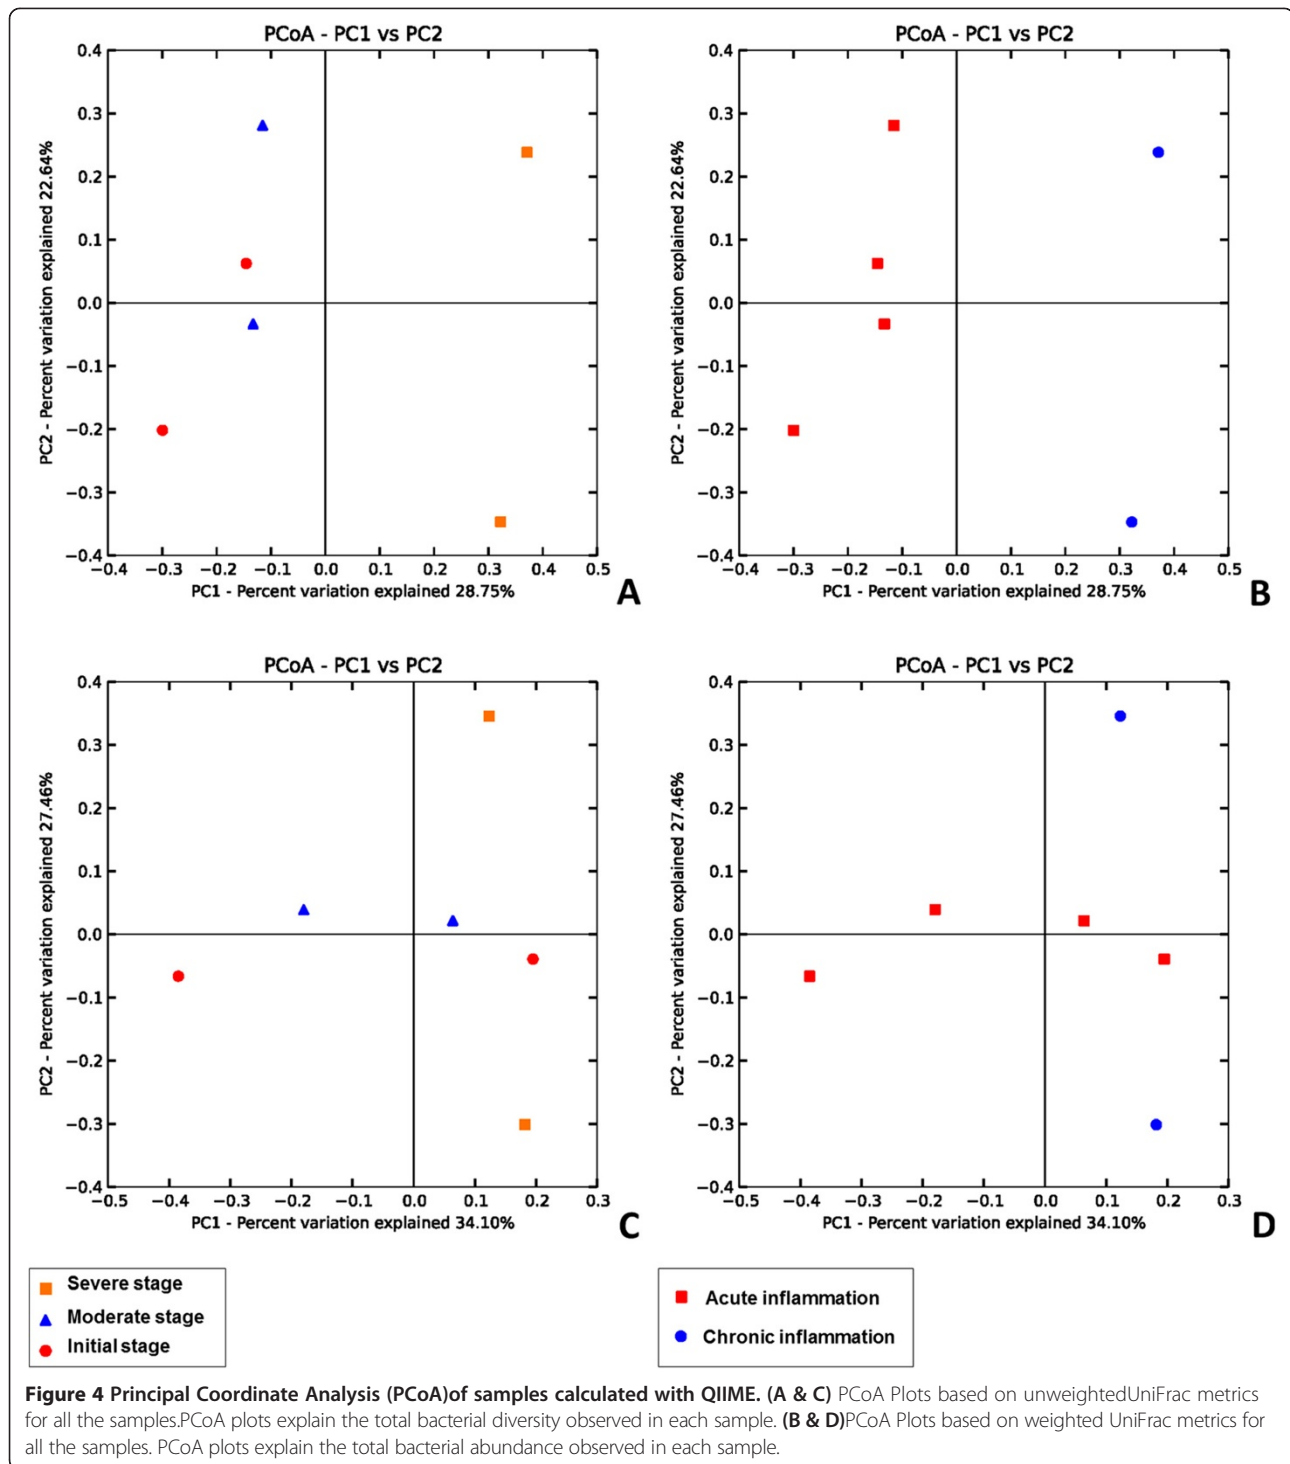 PCoA - PC1 vs PC2
0.4
0.3
0.2
0.1
0.0
−0.1
−0.2
−0.3
−0.4
PC2 - Percent variation explained 22.64%
−0.4 −0.3 −0.2 −0.1 0.0 0.1 0.2 0.3 0.4 0.5
PC1 - Percent variation explained 28.75%
A
PCoA - PC1 vs PC2
0.4
0.3
0.2
0.1
0.0
−0.1
−0.2
−0.3
−0.4
PC2 - Percent variation explained 22.64%
−0.4 −0.3 −0.2 −0.1 0.0 0.1 0.2 0.3 0.4 0.5
PC1 - Percent variation explained 28.75%
B
PCoA - PC1 vs PC2
0.4
0.3
0.2
0.1
0.0
−0.1
−0.2
−0.3
−0.4
PC2 - Percent variation explained 27.46%
−0.5 −0.4 −0.3 −0.2 −0.1 0.0 0.1 0.2 0.3
PC1 - Percent variation explained 34.10%
C
PCoA - PC1 vs PC2
0.4
0.3
0.2
0.1
0.0
−0.1
−0.2
−0.3
−0.4
PC2 - Percent variation explained 27.46%
−0.5 −0.4 −0.3 −0.2 −0.1 0.0 0.1 0.2 0.3
PC1 - Percent variation explained 34.10%
D
Severe stage
Moderate stage
Initial stage
Acute inflammation
Chronic inflammation
Figure 4 Principal Coordinate Analysis (PCoA)of samples calculated with QIIME. (A & C) PCoA Plots based on unweightedUniFrac metrics
for all the samples.PCoA plots explain the total bacterial diversity observed in each sample. (B & D)PCoA Plots based on weighted UniFrac metrics for
all the samples. PCoA plots explain the total bacterial abundance observed in each sample.